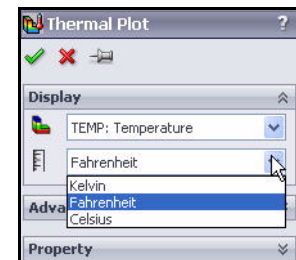 Thermal Plot ?
Display
TEMP: Temperature
Fahrenheit
Kelvin
Fahrenheit
Celsius
Adva
Property